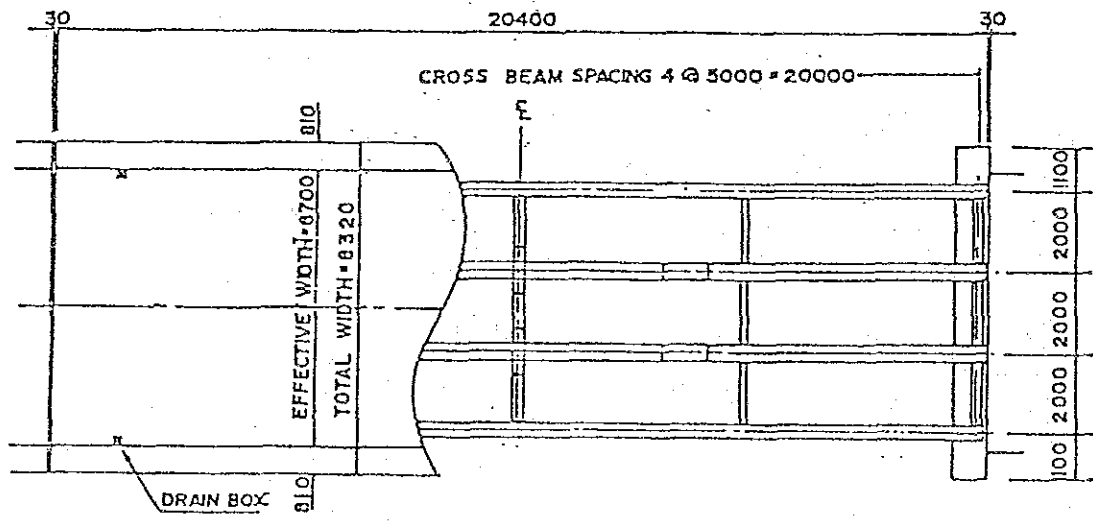 30
20400
30
CROSS BEAM SPACING 4 @ 5000 = 20000
℄
810
EFFECTIVE WIDTH=6700
TOTAL WIDTH=8320
810
1100
2000
2000
2000
100
DRAIN BOX